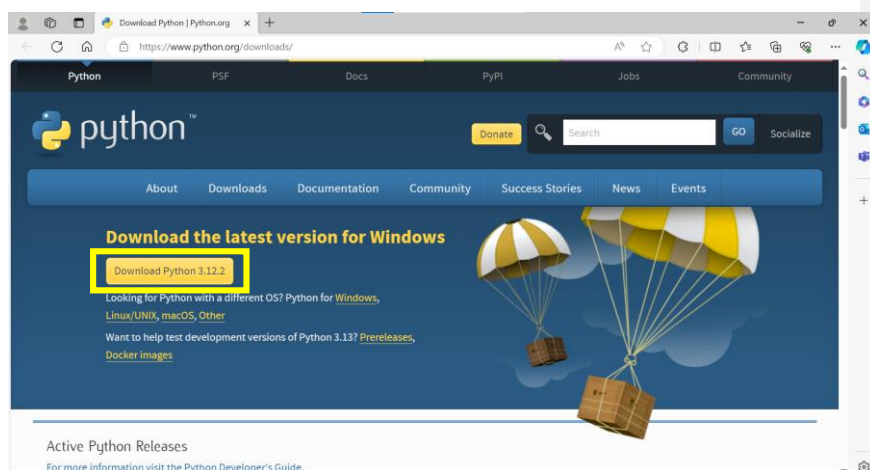 Download Python | Python.org
https://www.python.org/downloads/
Python PSF Docs PyPI Jobs Community
python™
Donate Search GO Socialize
About Downloads Documentation Community Success Stories News Events
Download the latest version for Windows
Download Python 3.12.2
Looking for Python with a different OS? Python for Windows,
Linux/UNIX, macOS, Other
Want to help test development versions of Python 3.13? Prereleases,
Docker images
Active Python Releases
For more information visit the Python Developer's Guide.